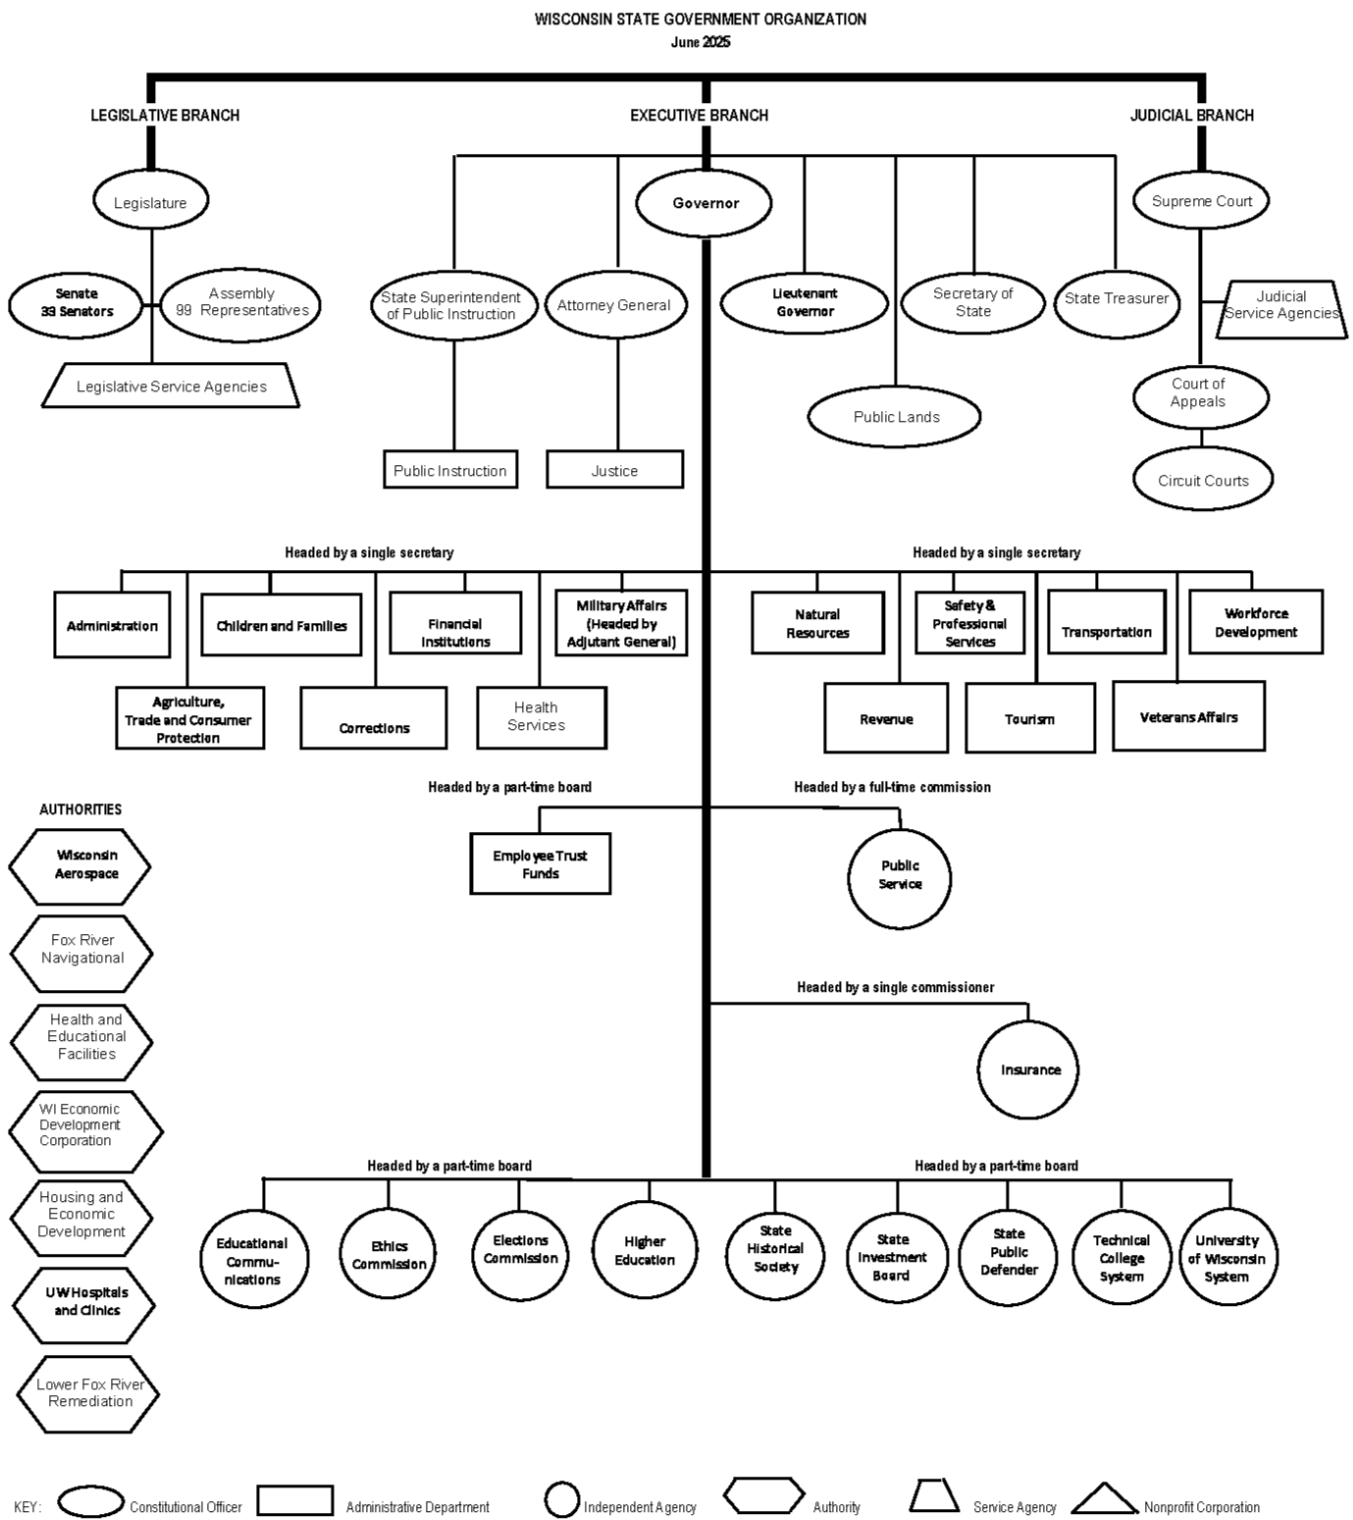 WISCONSIN STATE GOVERNMENT ORGANIZATION
June 2025
LEGISLATIVE BRANCH
EXECUTIVE BRANCH
JUDICIAL BRANCH
Legislature
Governor
Supreme Court
Senate
33 Senators
Assembly
99 Representatives
State Superintendent
of Public Instruction
Attorney General
Lieutenant
Governor
Secretary of
State
State Treasurer
Judicial
Service Agencies
Legislative Service Agencies
Public Lands
Court of
Appeals
Public Instruction
Justice
Circuit Courts
Headed by a single secretary
Headed by a single secretary
Administration
Children and Families
Financial
Institutions
Military Affairs
(Headed by
Adjutant General)
Natural
Resources
Safety &
Professional
Services
Transportation
Workforce
Development
Agriculture,
Trade and Consumer
Protection
Corrections
Health
Services
Revenue
Tourism
Veterans Affairs
Headed by a part-time board
Headed by a full-time commission
Employee Trust
Funds
Public
Service
AUTHORITIES
Wisconsin
Aerospace
Fox River
Navigational
Health and
Educational
Facilities
WI Economic
Development
Corporation
Housing and
Economic
Development
UW Hospitals
and Clinics
Lower Fox River
Remediation
Headed by a single commissioner
Insurance
Headed by a part-time board
Headed by a part-time board
Educational
Commu-
nications
Ethics
Commission
Elections
Commission
Higher
Education
State
Historical
Society
State
Investment
Board
State
Public
Defender
Technical
College
System
University
of Wisconsin
System
KEY:
Constitutional Officer
Administrative Department
Independent Agency
Authority
Service Agency
Nonprofit Corporation